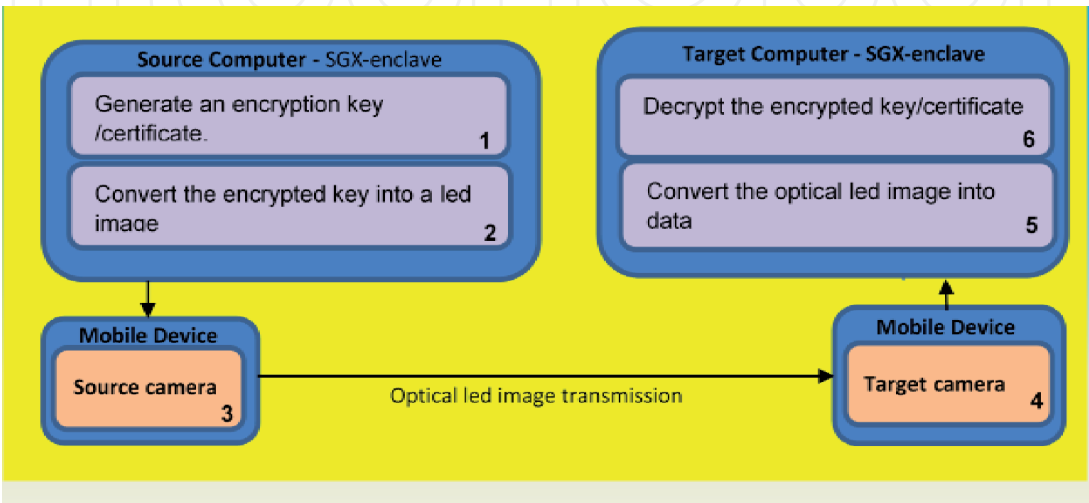 Source Computer - SGX-enclave
Generate an encryption key
/certificate.
1
Convert the encrypted key into a led
image
2
Mobile Device
Source camera
3
Optical led image transmission
Target Computer - SGX-enclave
Decrypt the encrypted key/certificate
6
Convert the optical led image into
data
5
Mobile Device
Target camera
4